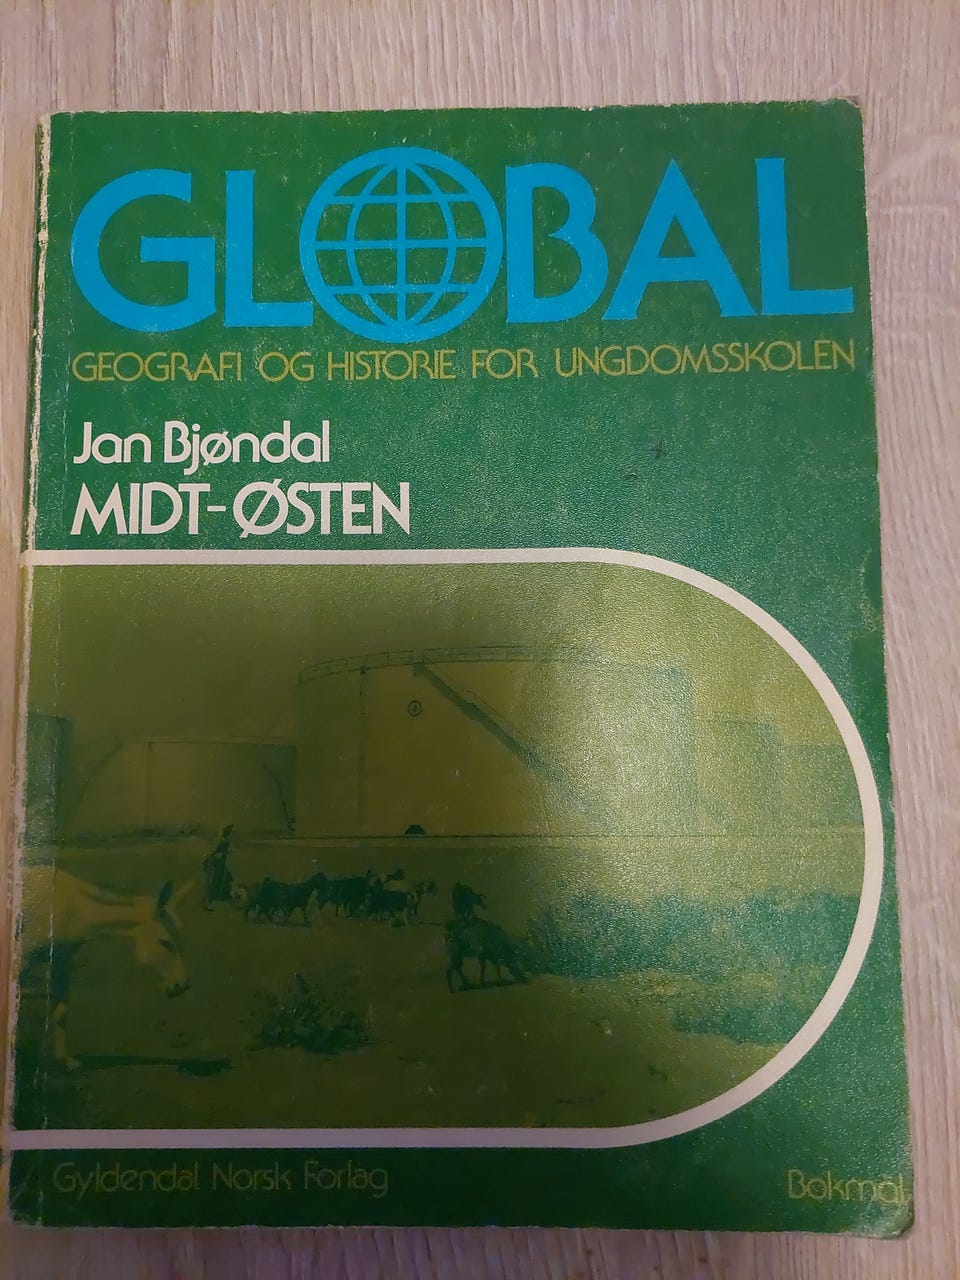 GLOBAL
GEOGRAFI OG HISTORIE FOR UNGDOMSSKOLEN
Jan Bjøndal
MIDT-ØSTEN
Gyldendal Norsk Forlag
Bokmål